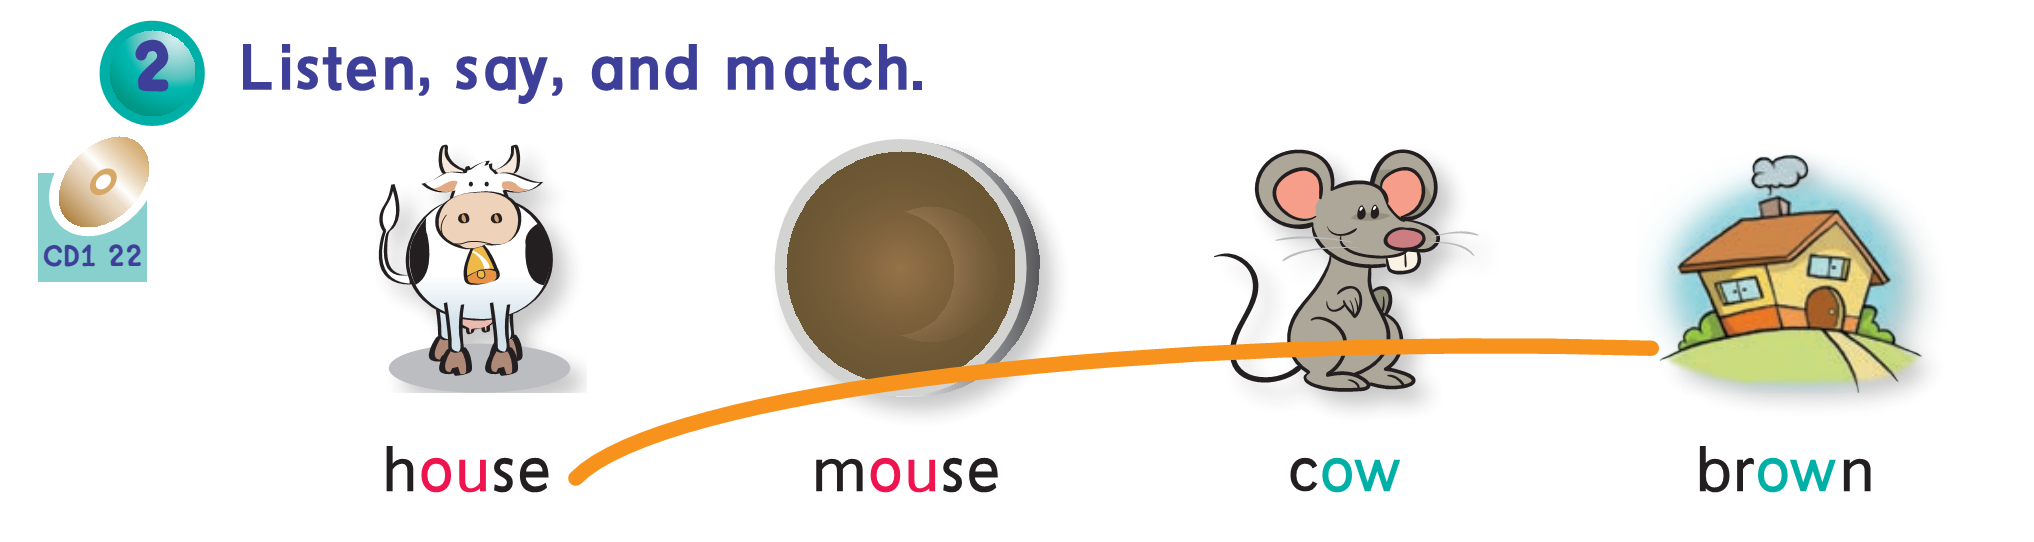 2 Listen, say, and match.
CD1 22
house mouse cow brown